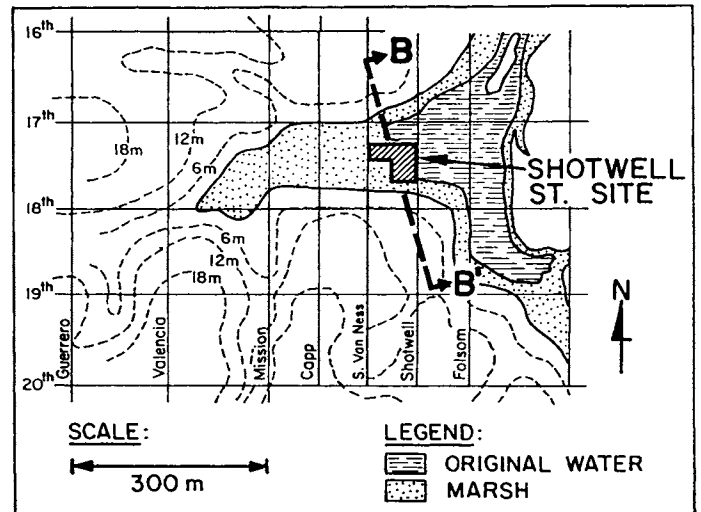 16th
B
17th
18m
12m
6m
SHOTWELL
ST. SITE
18th
6m
12m
18m
B'
N
19th
Guerrero
Valencia
Mission
Capp
S. Van Ness
Shotwell
Folsom
20th
SCALE:
300 m
LEGEND:
ORIGINAL WATER
MARSH